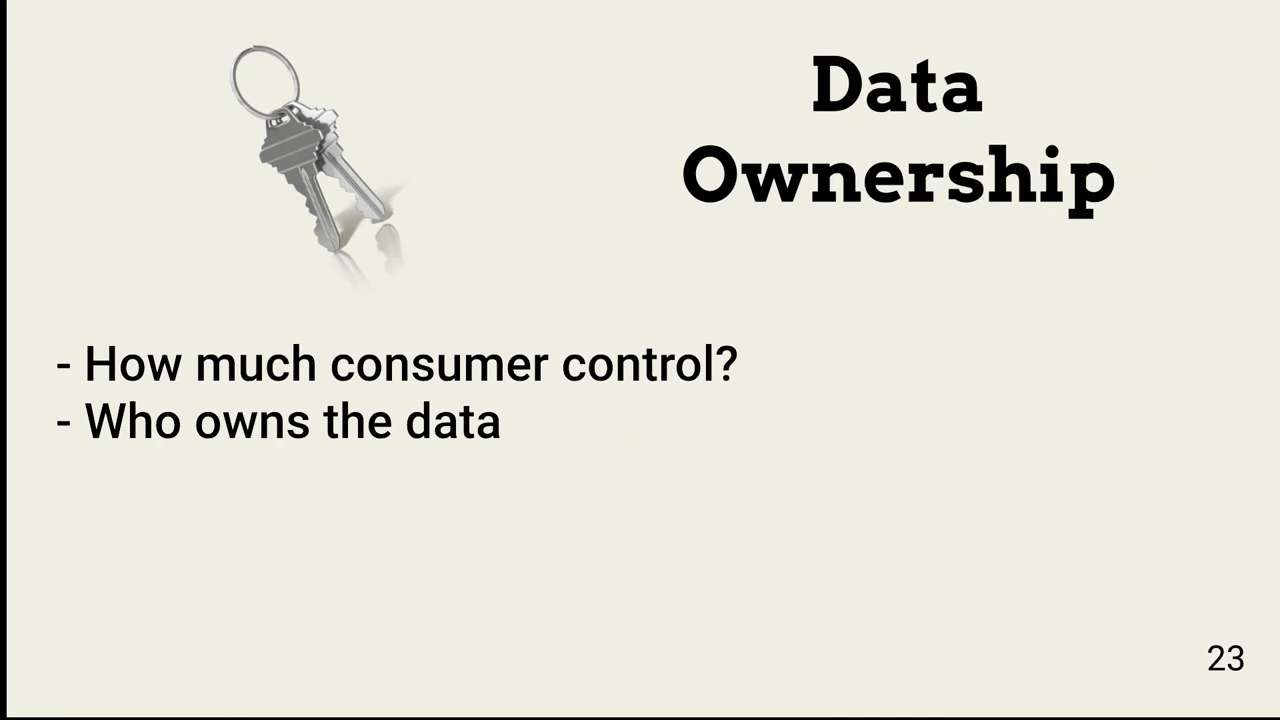 Data
Ownership
- How much consumer control?
- Who owns the data
23